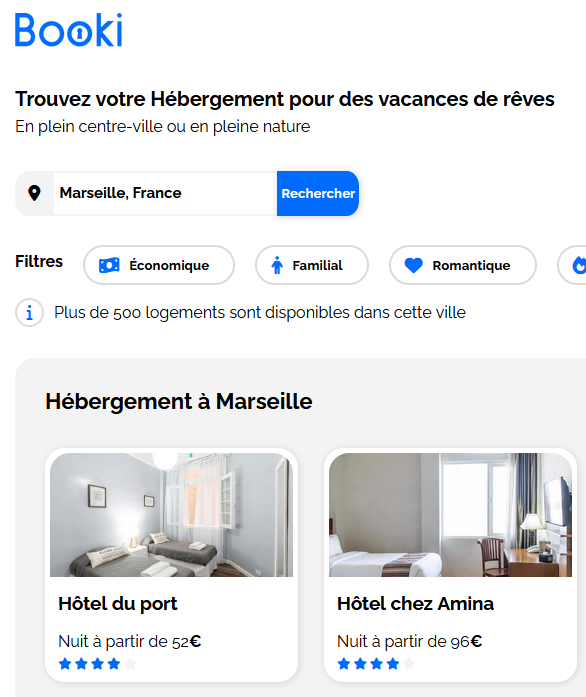 Booki
Trouvez votre Hébergement pour des vacances de rêves
En plein centre-ville ou en pleine nature
Marseille, France
Rechercher
Filtres
Économique
Familial
Romantique
Plus de 500 logements sont disponibles dans cette ville
Hébergement à Marseille
Hôtel du port
Hôtel chez Amina
Nuit à partir de 52€
Nuit à partir de 96€